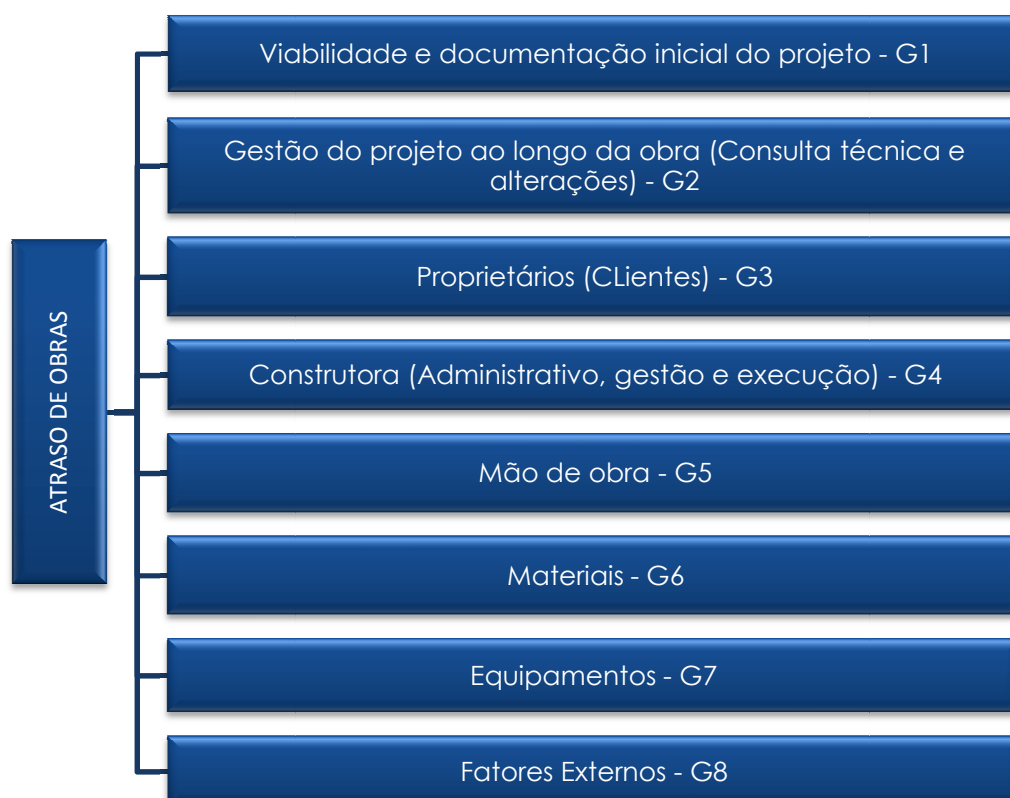 Viabilidade e documentação inicial do projeto - G1
Gestão do projeto ao longo da obra (Consulta técnica e
alterações) - G2
Proprietários (CLientes) - G3
ATRASO DE OBRAS
Construtora (Administrativo, gestão e execução) - G4
Mão de obra - G5
Materiais - G6
Equipamentos - G7
Fatores Externos - G8